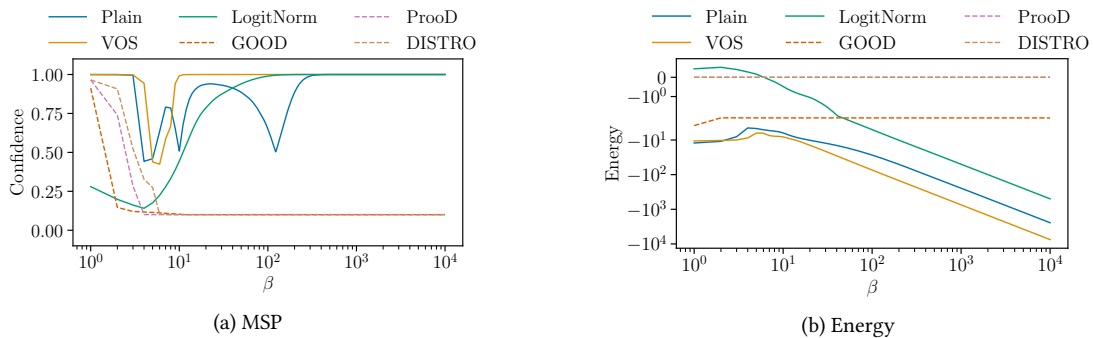 Plain LogitNorm ProoD
VOS GOOD DISTRO
1.00
0.75
0.50
0.25
0.00
Confidence
10^0 10^1 10^2 10^3 10^4
β
(a) MSP
Plain LogitNorm ProoD
VOS GOOD DISTRO
0
−10^0
−10^1
−10^2
−10^3
−10^4
Energy
10^0 10^1 10^2 10^3 10^4
β
(b) Energy